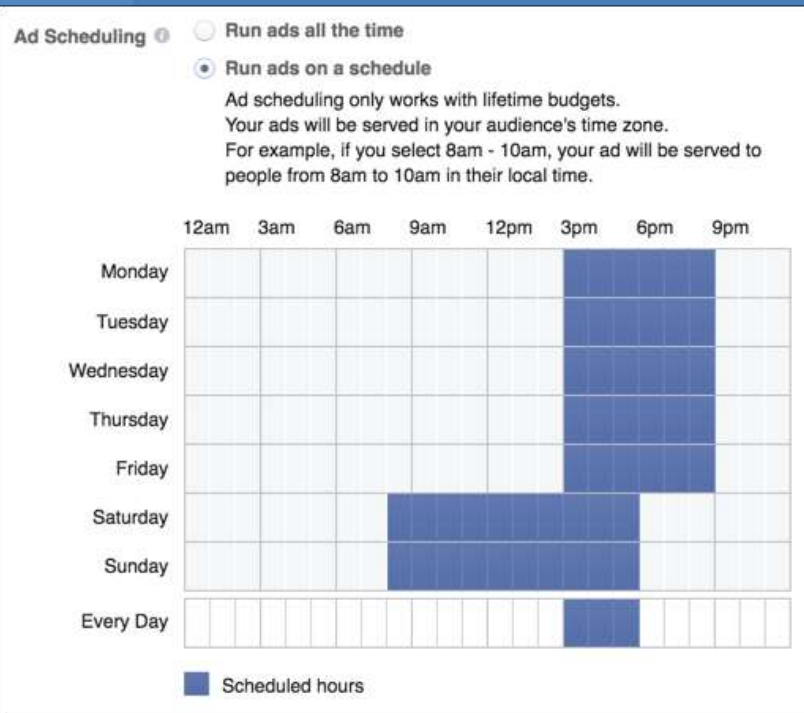 Ad Scheduling Run ads all the time
Run ads on a schedule
Ad scheduling only works with lifetime budgets.
Your ads will be served in your audience's time zone.
For example, if you select 8am - 10am, your ad will be served to
people from 8am to 10am in their local time.
12am 3am 6am 9am 12pm 3pm 6pm 9pm
Monday
Tuesday
Wednesday
Thursday
Friday
Saturday
Sunday
Every Day
Scheduled hours